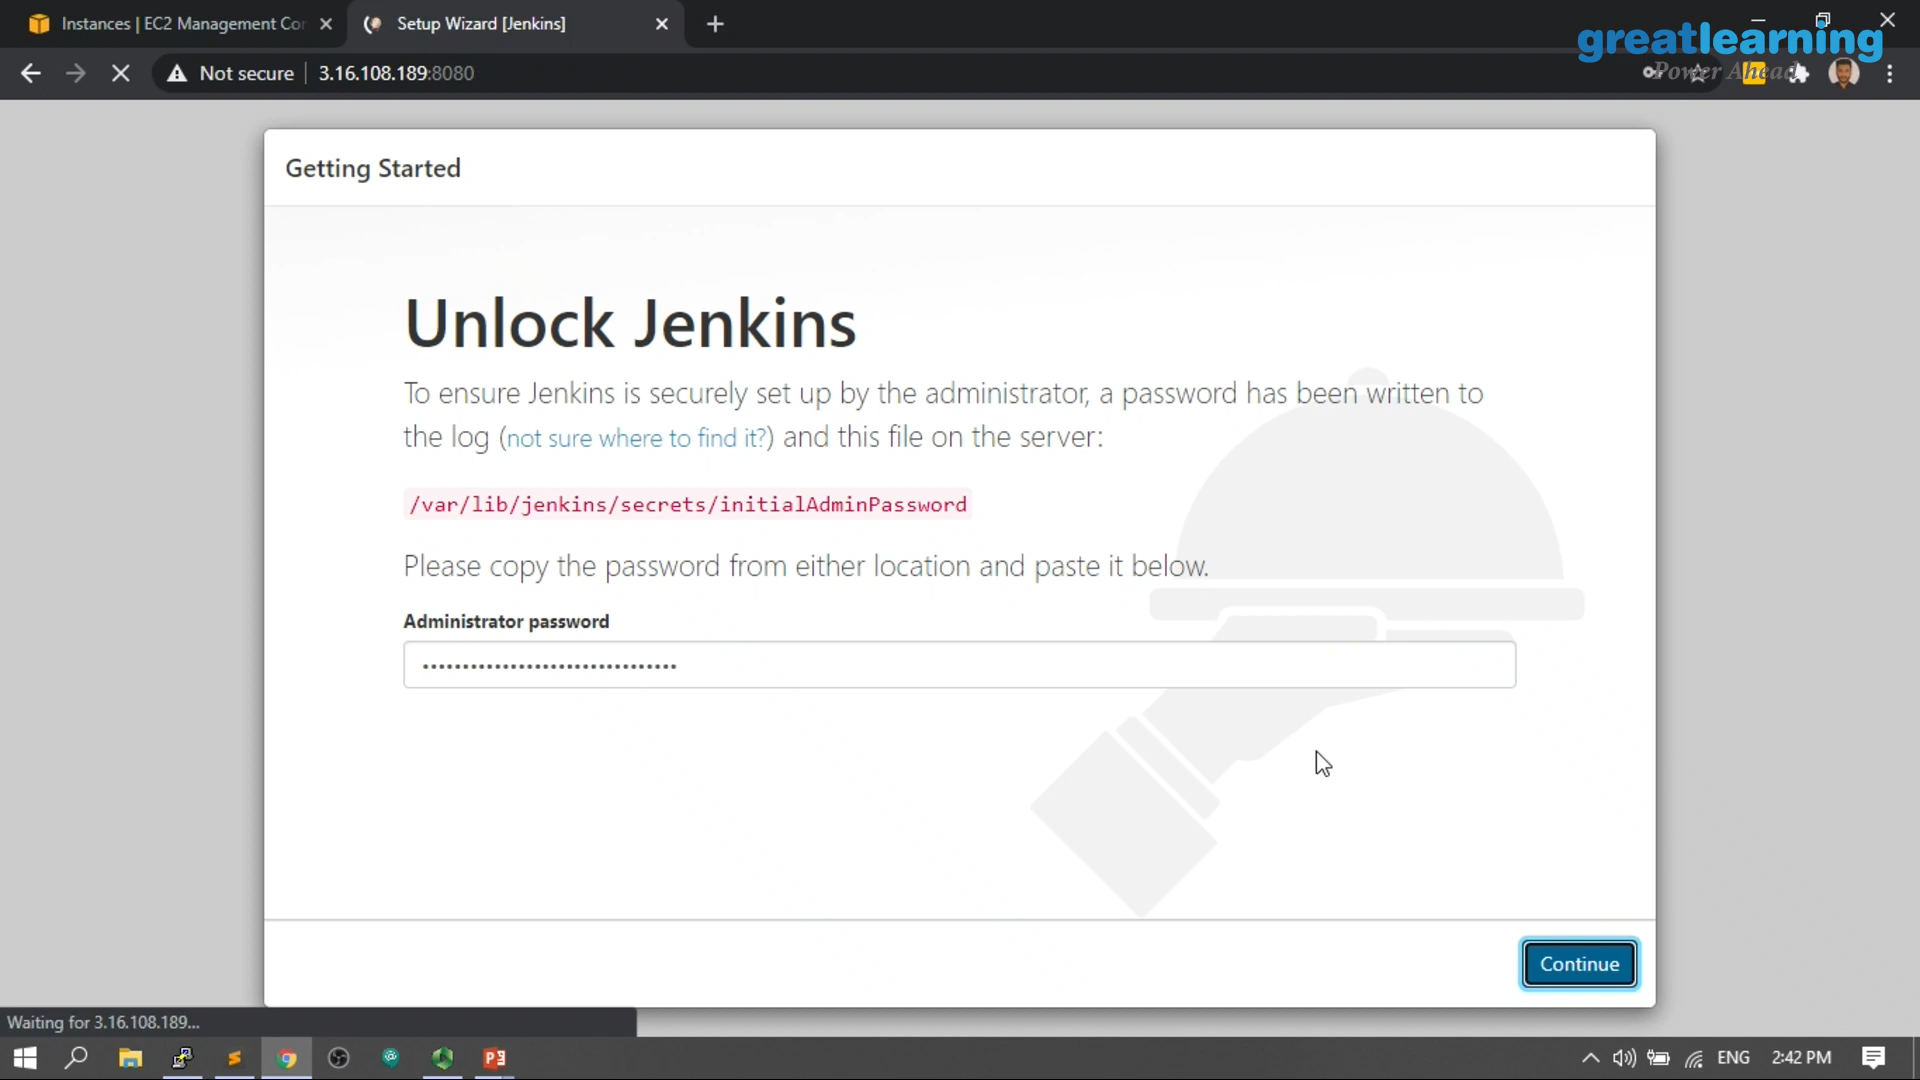 Instances | EC2 Management Cor
Setup Wizard [Jenkins]
greatlearning
Power Ahead
Not secure
3.16.108.189:8080
Getting Started
Unlock Jenkins
To ensure Jenkins is securely set up by the administrator, a password has been written to
the log (not sure where to find it?) and this file on the server:
/var/lib/jenkins/secrets/initialAdminPassword
Please copy the password from either location and paste it below.
Administrator password
••••••••••••••••••••••••••••••••
Continue
Waiting for 3.16.108.189...
ENG
2:42 PM